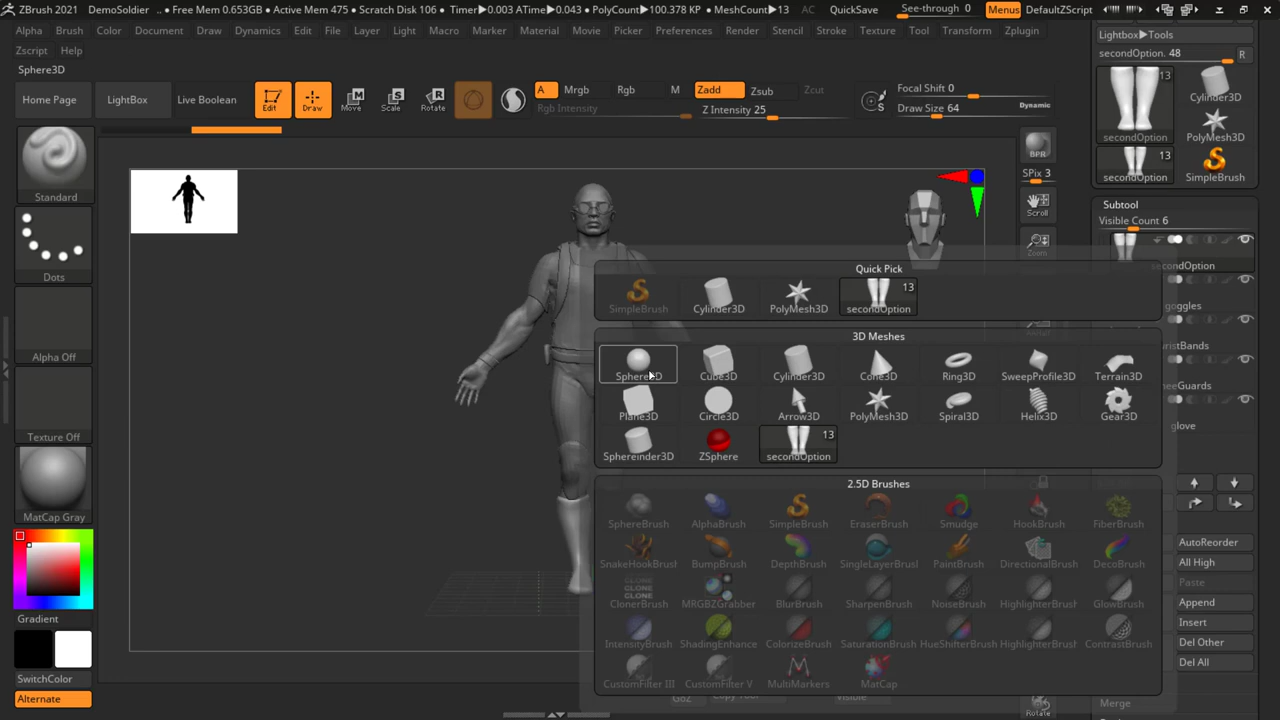 ZBrush 2021 DemoSoldier . • Free Mem 0.653GB • Active Mem 475 • Scratch Disk 106 • Timer▶0.003 ATime▶0.043 • PolyCount▶100.378 KP • MeshCount▶13 AC QuickSave See-through 0 Menus DefaultZScript
Alpha Brush Color Document Draw Dynamics Edit File Layer Light Macro Marker Material Movie Picker Preferences Render Stencil Stroke Texture Tool Transform Zplugin
Zscript Help
Sphere3D
Home Page LightBox Live Boolean Edit Draw Move Scale Rotate
A Mrgb Rgb M Zadd Zsub Zcut Focal Shift 0
Rgb Intensity Z Intensity 25 Draw Size 64 Dynamic
Standard
Dots
Alpha Off
Texture Off
MatCap Gray
Gradient
SwitchColor
Alternate
BPR
SPix 3
Scroll
Zoom
Rotate
Lightbox▶Tools
secondOption. 48 R
13
secondOption
Cylinder3D
PolyMesh3D
13
secondOption
SimpleBrush
Subtool
Visible Count 6
secondOption
Quick Pick
SimpleBrush Cylinder3D PolyMesh3D 13 secondOption
3D Meshes
Cube3D Cylinder3D Cone3D Ring3D SweepProfile3D Terrain3D
Plane3D Circle3D Arrow3D PolyMesh3D Spiral3D Helix3D Gear3D
Sphereinder3D ZSphere 13 secondOption
2.5D Brushes
SphereBrush AlphaBrush SimpleBrush EraserBrush Smudge HookBrush FiberBrush
SnakeHookBrush BumpBrush DepthBrush SingleLayerBrush PaintBrush DirectionalBrush DecoBrush
CLONE
CLONE
ClonerBrush MRGBZGrabber BlurBrush SharpenBrush NoiseBrush HighlighterBrush GlowBrush
IntensityBrush ShadingEnhance ColorizeBrush SaturationBrush HueShifterBrush HighlighterBrush ContrastBrush
CustomFilter III CustomFilter V MultiMarkers MatCap
glove
AutoReorder
All High
Paste
Append
Insert
Del Other
Del All
Merge
GoZ
Visible